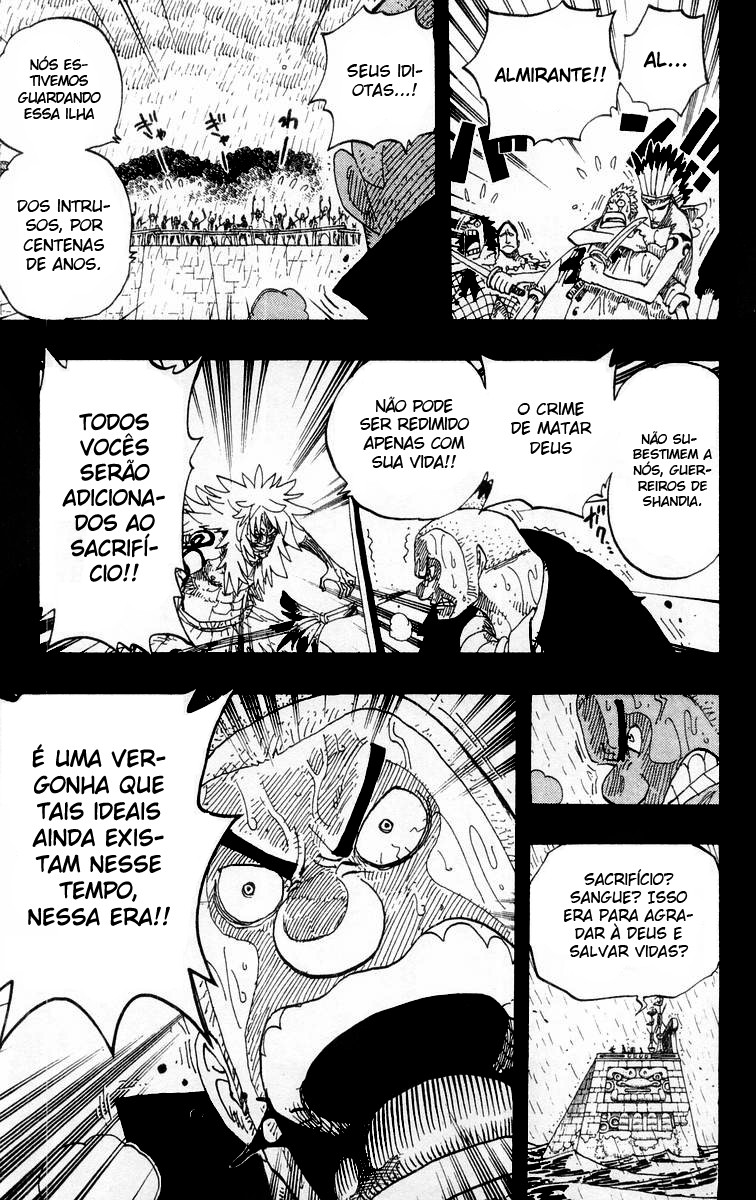 AL...
ALMIRANTE!!
SEUS IDI-
OTAS...!
NÓS ES-
TIVEMOS
GUARDANDO
ESSA ILHA
DOS INTRU-
SOS, POR
CENTENAS
DE ANOS.
NÃO SU-
BESTIMEM A
NÓS, GUER-
REIROS DE
SHANDIA.
O CRIME
DE MATAR
DEUS
NÃO PODE
SER REDIMIDO
APENAS COM
SUA VIDA!!
TODOS
VOCÊS
SERÃO
ADICIONA-
DOS AO
SACRIFÍ-
CIO!!
SACRIFÍCIO?
SANGUE? ISSO
ERA PARA AGRA-
DAR À DEUS E
SALVAR VIDAS?
É UMA VER-
GONHA QUE
TAIS IDEAIS
AINDA EXIS-
TAM NESSE
TEMPO,
NESSA ERA!!